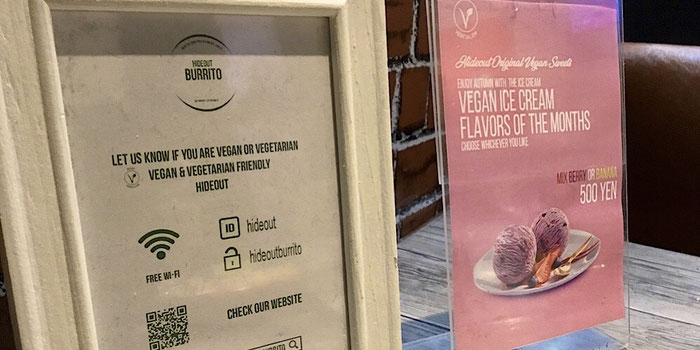 HIDEOUT
BURRITO
LET US KNOW IF YOU ARE VEGAN OR VEGETARIAN
VEGAN & VEGETARIAN FRIENDLY
HIDEOUT
FREE WI-FI
ID hideout
hideoutburrito
CHECK OUR WEBSITE
V
Hideout Original Vegan Sweets
ENJOY AUTUMN WITH THE ICE CREAM
VEGAN ICE CREAM
FLAVORS OF THE MONTHS
CHOOSE WHICHEVER YOU LIKE
MIX BERRY OR BANANA
500 YEN